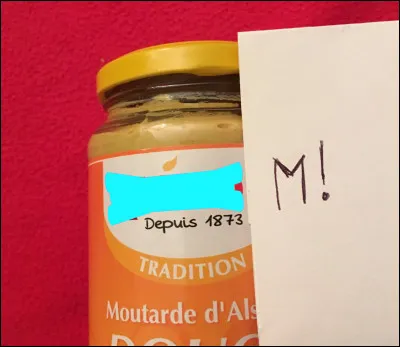 M!
Depuis 1873
TRADITION
Moutarde d'Als